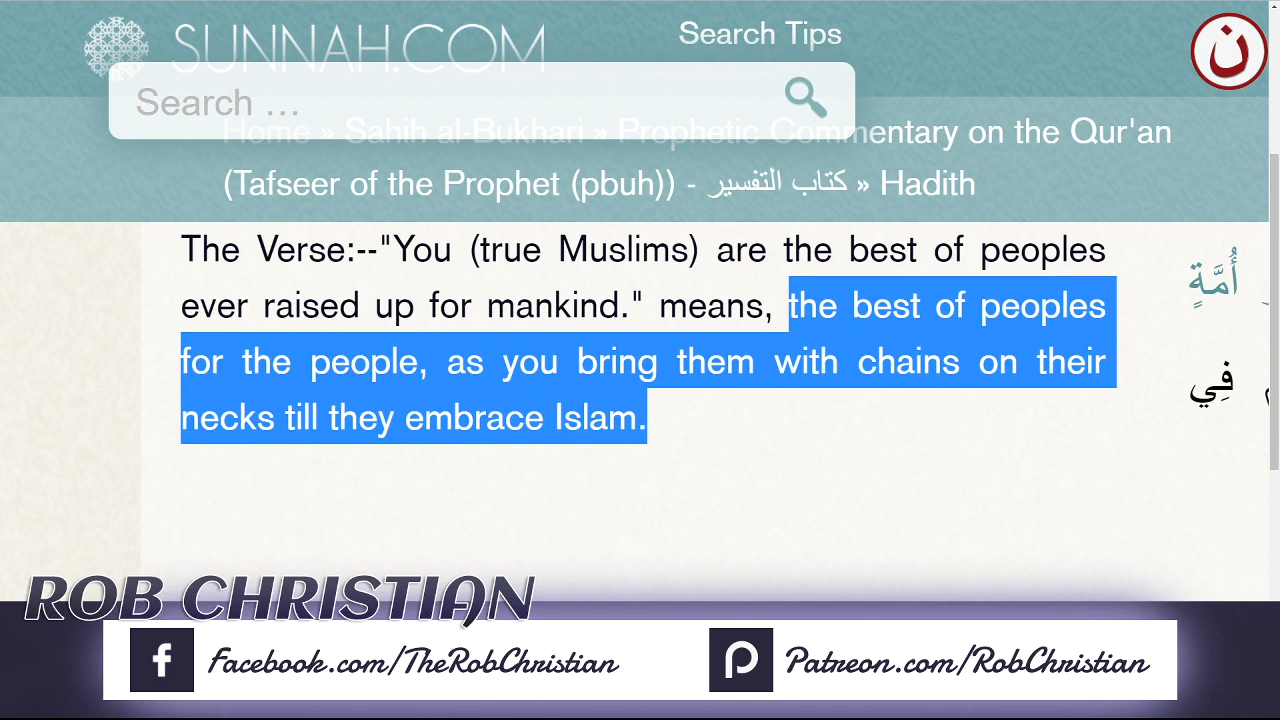 SUNNAH.COM
Search Tips
ن
Search ...
Home » Sahih al-Bukhari » Prophetic Commentary on the Qur'an
(Tafseer of the Prophet (pbuh)) - كتاب التفسير » Hadith
The Verse:--"You (true Muslims) are the best of peoples
ever raised up for mankind." means, the best of peoples
for the people, as you bring them with chains on their
necks till they embrace Islam.
أُمَّةٍ
فِي
ROB CHRISTIAN
Facebook.com/TheRobChristian
Patreon.com/RobChristian